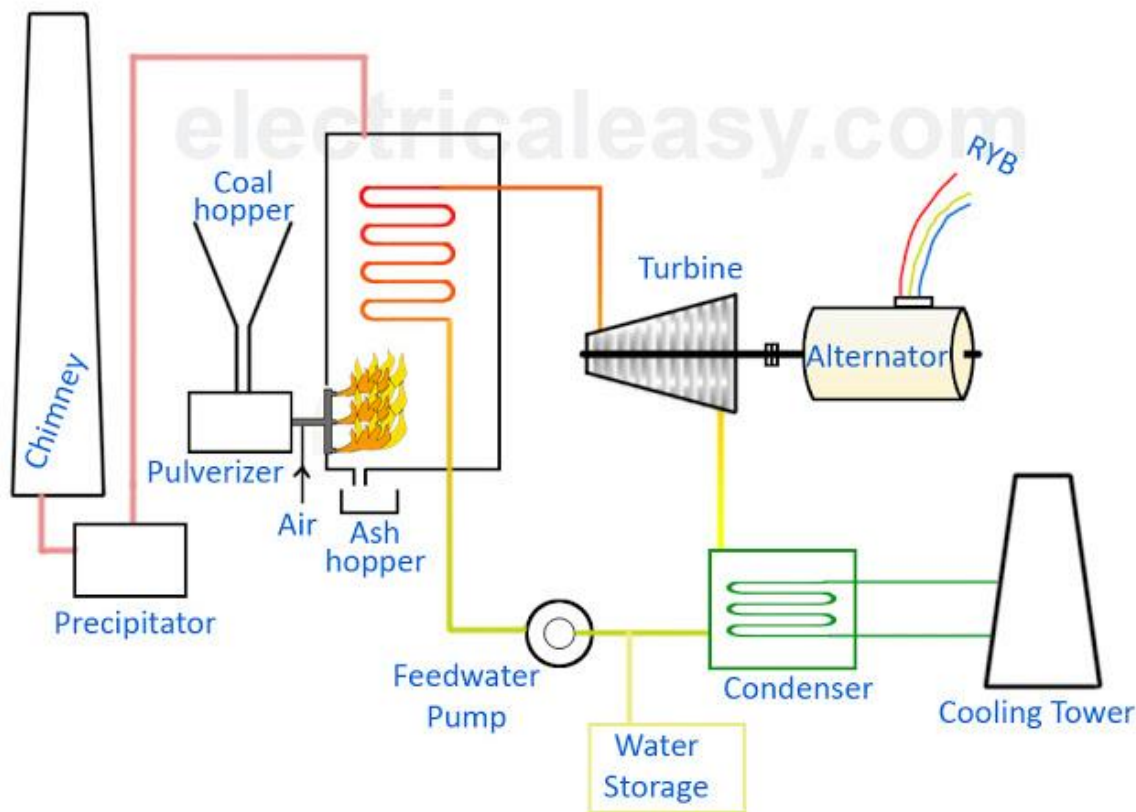 electricaleasy.com
RYB
Coal
hopper
Turbine
Alternator
Chimney
Pulverizer
Air
Ash
hopper
Precipitator
Feedwater
Pump
Condenser
Cooling Tower
Water
Storage